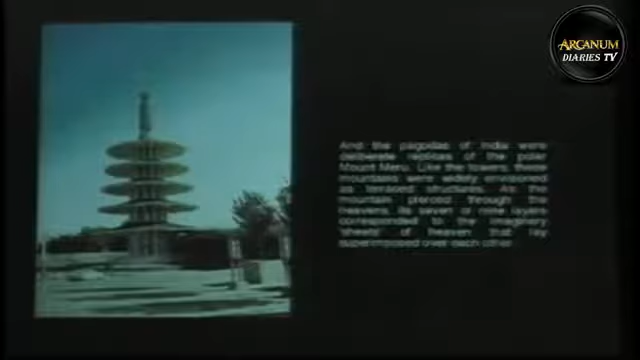 ARCANUM
DIARIES TV
And the pagodas of India were
deliberate replicas of the polar
Mount Meru. Like the towers, these
mountains were widely envisioned
as terraced structures. As the
mountain pierced through the
heavens, its seven or nine layers
corresponded to the imaginary
'sheets' of heaven that lay
superimposed over each other.